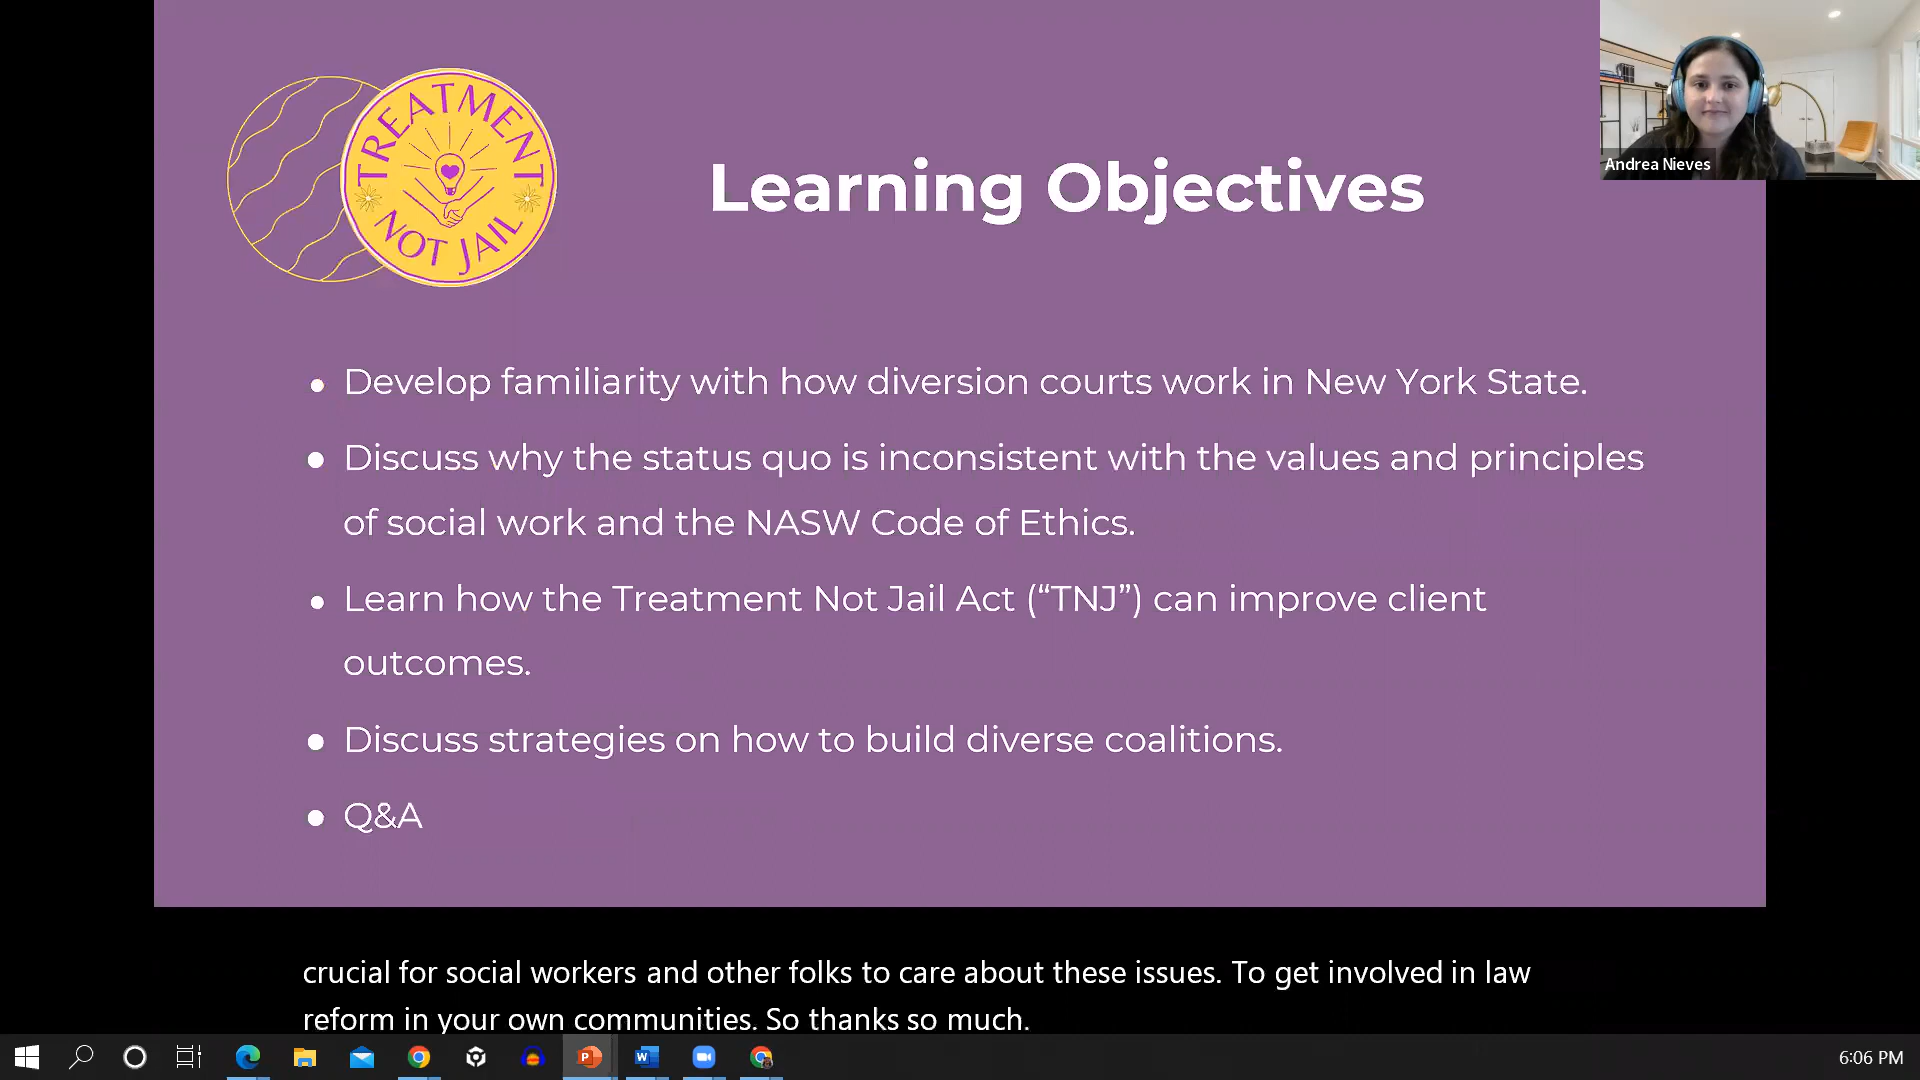 TREATMENT
NOT JAIL
Learning Objectives
Andrea Nieves
● Develop familiarity with how diversion courts work in New York State.
● Discuss why the status quo is inconsistent with the values and principles
of social work and the NASW Code of Ethics.
● Learn how the Treatment Not Jail Act (“TNJ”) can improve client
outcomes.
● Discuss strategies on how to build diverse coalitions.
● Q&A
crucial for social workers and other folks to care about these issues. To get involved in law
reform in your own communities. So thanks so much.
6:06 PM